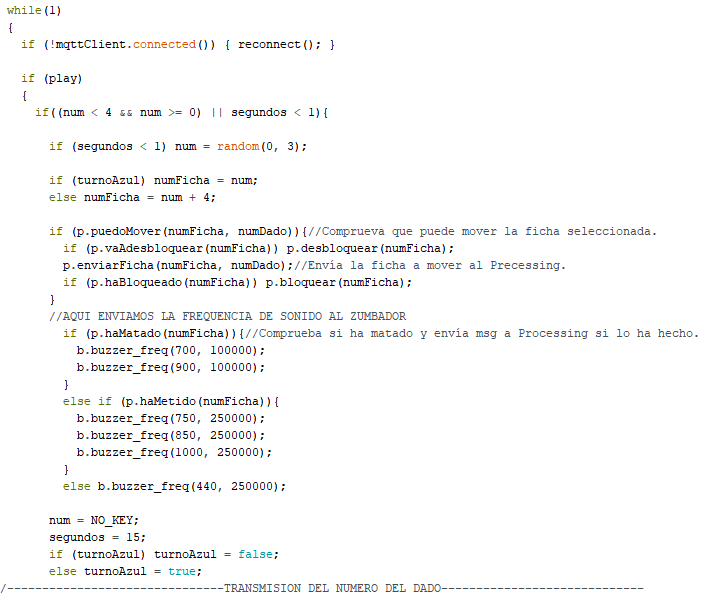 while(1)
{
if (!mqttClient.connected()) { reconnect(); }
if (play)
{
if((num < 4 && num >= 0) || segundos < 1){
if (segundos < 1) num = random(0, 3);
if (turnoAzul) numFicha = num;
else numFicha = num + 4;
if (p.puedoMover(numFicha, numDado)){//Comprueva que puede mover la ficha seleccionada.
if (p.vaAdesbloquear(numFicha)) p.desbloquear(numFicha);
p.enviarFicha(numFicha, numDado);//Envía la ficha a mover al Precessing.
if (p.haBloqueado(numFicha)) p.bloquear(numFicha);
}
//AQUI ENVIAMOS LA FREQUENCIA DE SONIDO AL ZUMBADOR
if (p.haMatado(numFicha)){//Comprueba si ha matado y envía msg a Processing si lo ha hecho.
b.buzzer_freq(700, 100000);
b.buzzer_freq(900, 100000);
}
else if (p.haMetido(numFicha)){
b.buzzer_freq(750, 250000);
b.buzzer_freq(850, 250000);
b.buzzer_freq(1000, 250000);
}
else b.buzzer_freq(440, 250000);
num = NO_KEY;
segundos = 15;
if (turnoAzul) turnoAzul = false;
else turnoAzul = true;
/-------------------------------TRANSMISION DEL NUMERO DEL DADO-----------------------------